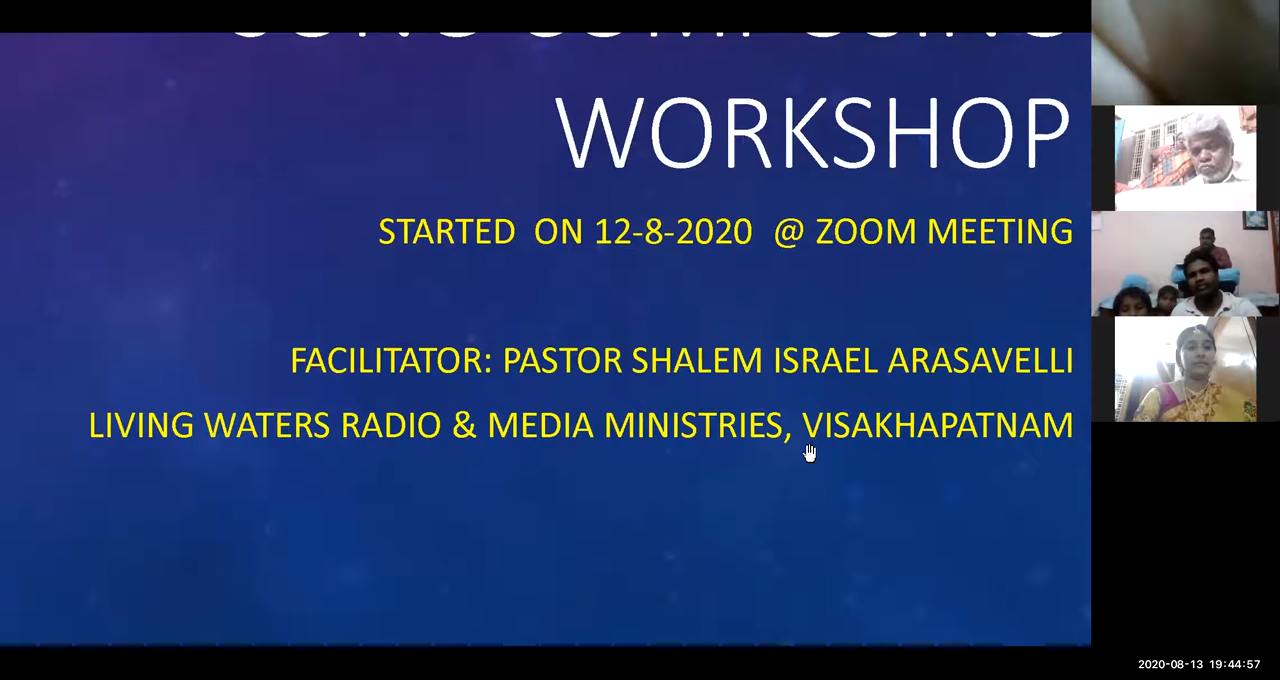 WORKSHOP
STARTED ON 12-8-2020 @ ZOOM MEETING
FACILITATOR: PASTOR SHALEM ISRAEL ARASAVELLI
LIVING WATERS RADIO & MEDIA MINISTRIES, VISAKHAPATNAM
2020-08-13 19:44:57